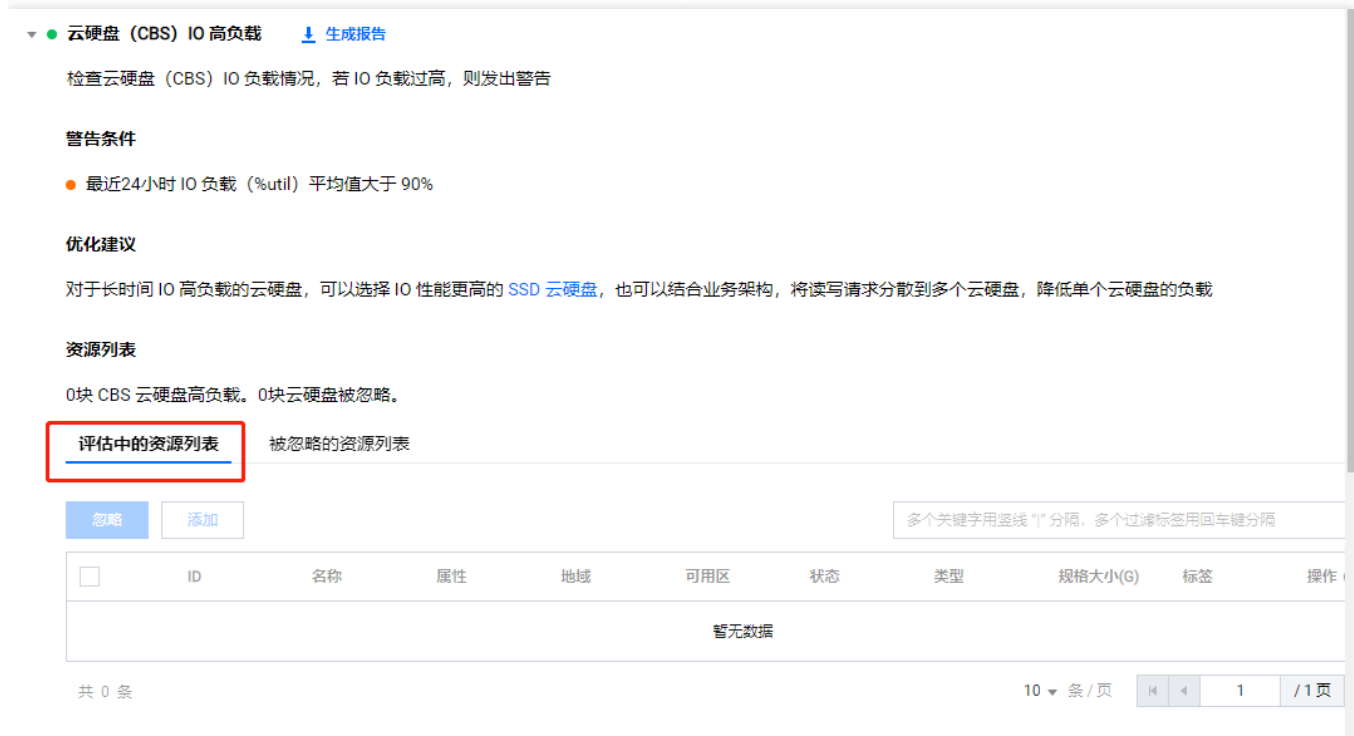 云硬盘（CBS）IO 高负载 生成报告
检查云硬盘（CBS）IO 负载情况，若 IO 负载过高，则发出警告
警告条件
最近24小时 IO 负载（%util）平均值大于 90%
优化建议
对于长时间 IO 高负载的云硬盘，可以选择 IO 性能更高的 SSD 云硬盘，也可以结合业务架构，将读写请求分散到多个云硬盘，降低单个云硬盘的负载
资源列表
0块 CBS 云硬盘高负载。0块云硬盘被忽略。
评估中的资源列表 被忽略的资源列表
忽略 添加 多个关键字用竖线 "|" 分隔，多个过滤标签用回车键分隔
ID 名称 属性 地域 可用区 状态 类型 规格大小(G) 标签 操作
暂无数据
共 0 条 10 条 / 页 1 / 1 页